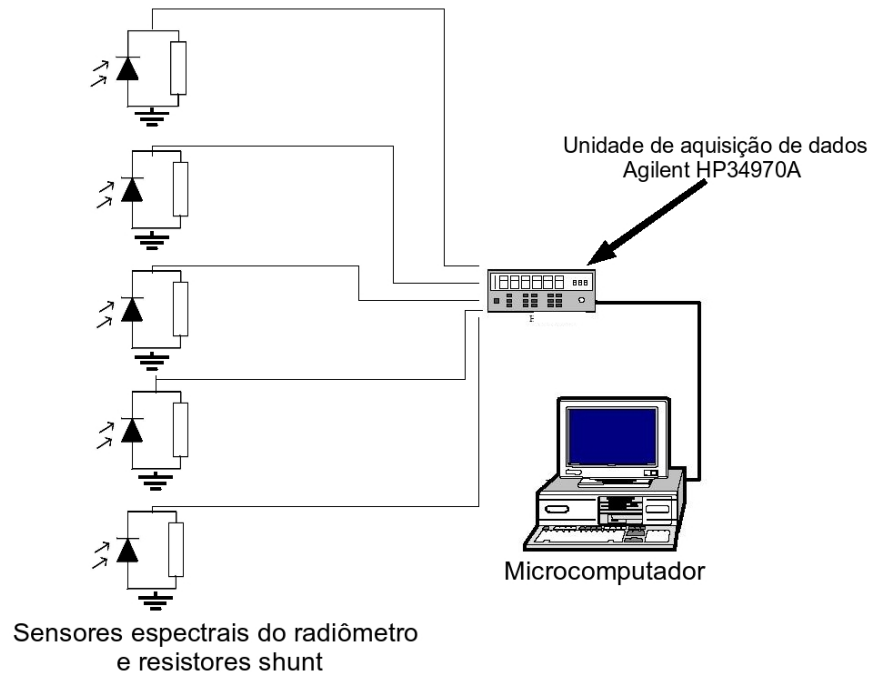 Unidade de aquisição de dados
Agilent HP34970A
Microcomputador
Sensores espectrais do radiômetro
e resistores shunt